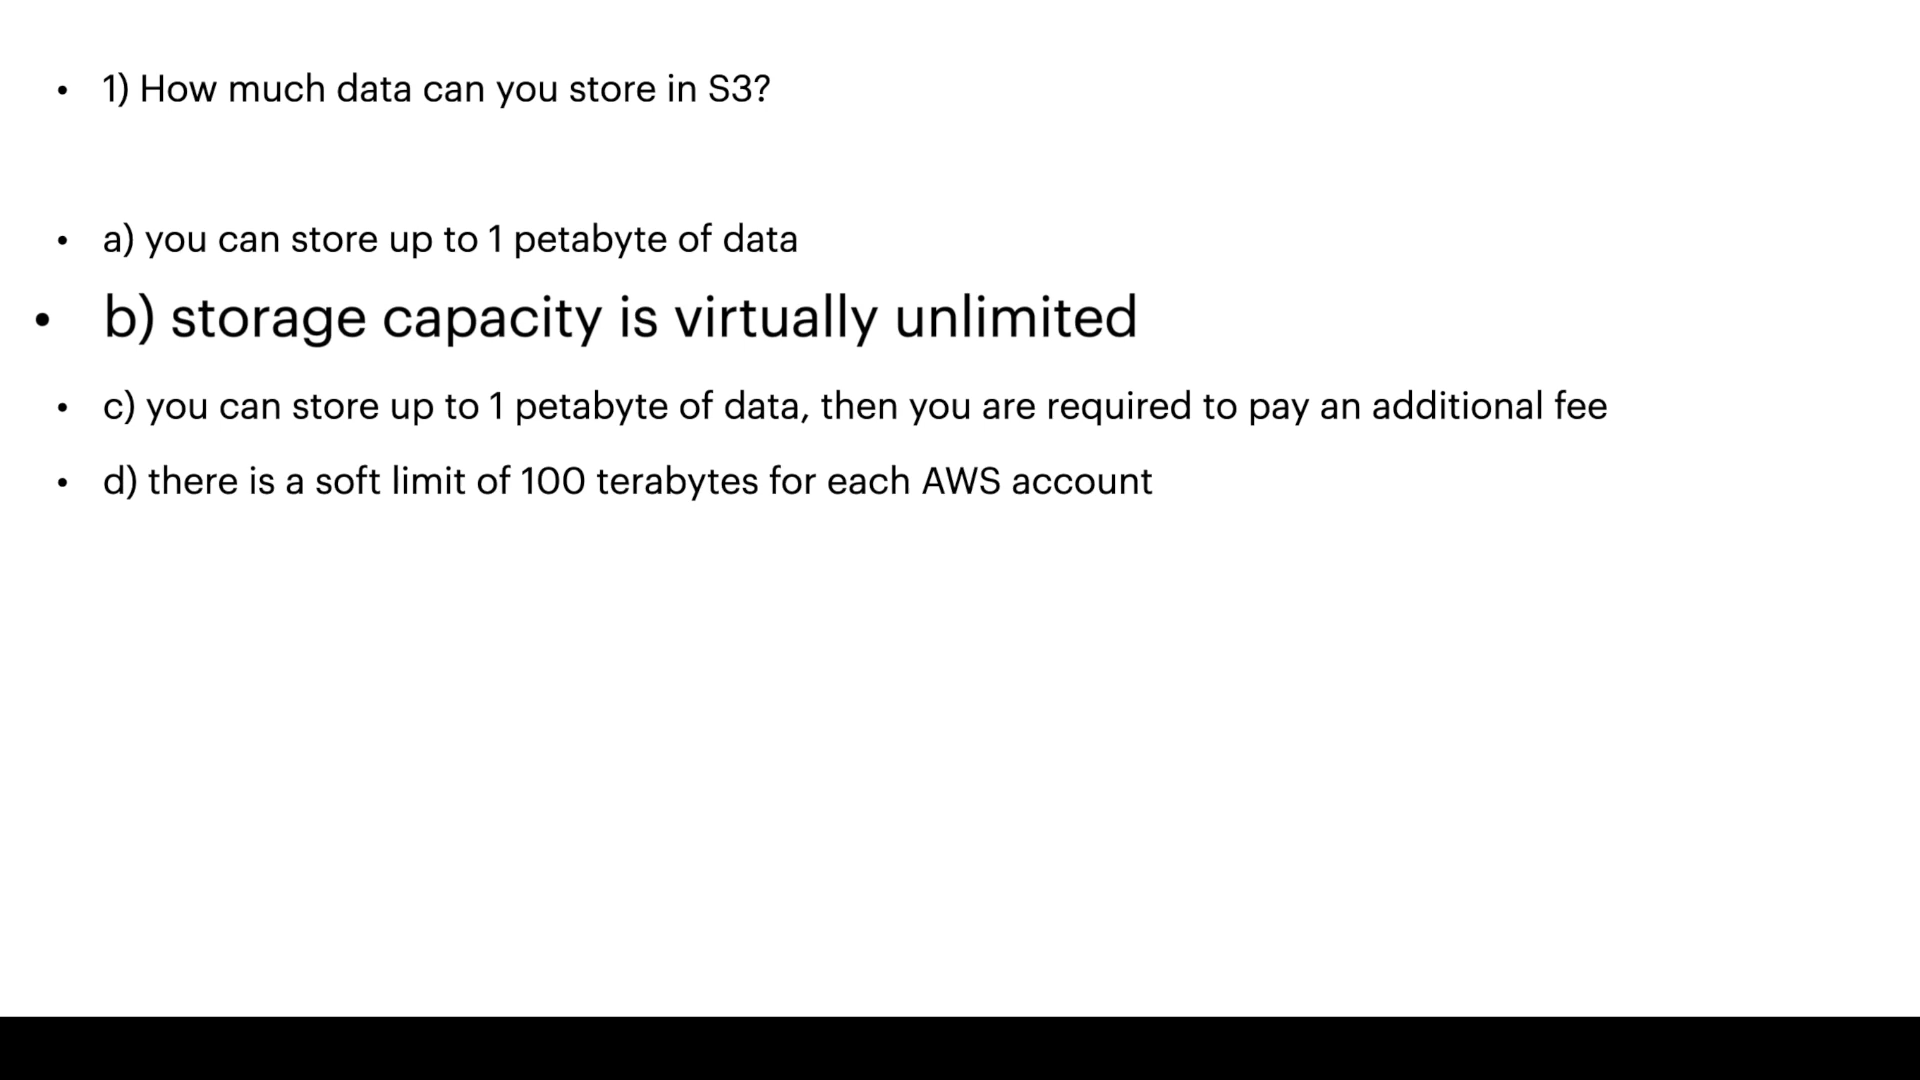 • 1) How much data can you store in S3?
• a) you can store up to 1 petabyte of data
• b) storage capacity is virtually unlimited
• c) you can store up to 1 petabyte of data, then you are required to pay an additional fee
• d) there is a soft limit of 100 terabytes for each AWS account